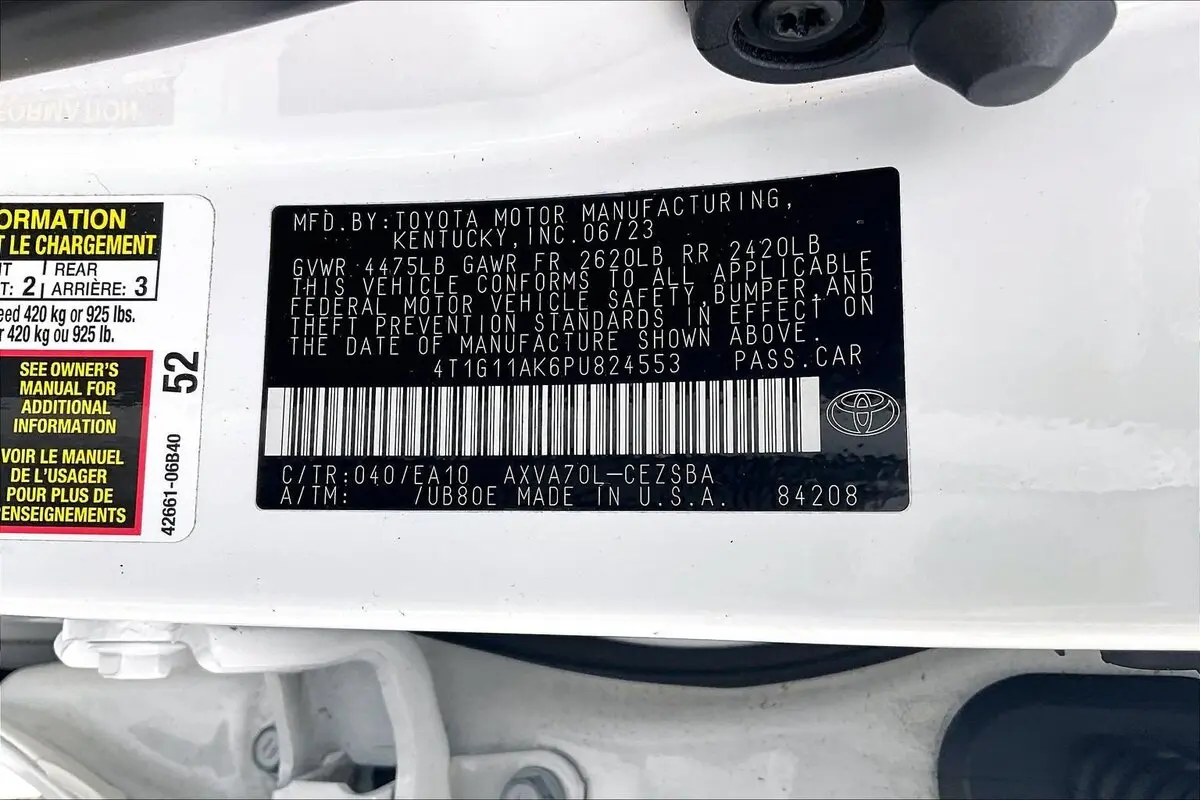 ORMATION
T LE CHARGEMENT
T REAR
T: 2 ARRIÈRE: 3
eed 420 kg or 925 lbs.
r 420 kg ou 925 lb.
SEE OWNER'S
MANUAL FOR
ADDITIONAL
INFORMATION
VOIR LE MANUEL
DE L'USAGER
POUR PLUS DE
ENSEIGNEMENTS
52
42661-06B40
MFD.BY:TOYOTA MOTOR MANUFACTURING,
KENTUCKY,INC.06/23
GVWR 4475LB GAWR FR 2620LB RR 2420LB
THIS VEHICLE CONFORMS TO ALL APPLICABLE
FEDERAL MOTOR VEHICLE SAFETY,BUMPER,AND
THEFT PREVENTION STANDARDS IN EFFECT ON
THE DATE OF MANUFACTURE SHOWN ABOVE.
4T1G11AK6PU824553 PASS.CAR
C/TR:040/EA10 AXVA70L-CEZSBA
A/TM: /UB80E MADE IN U.S.A. 84208